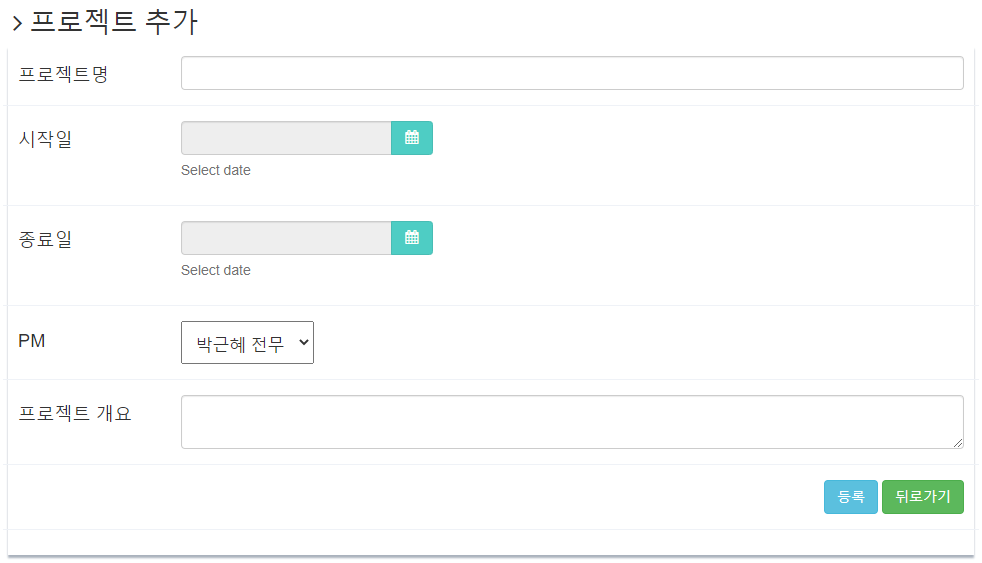 프로젝트 추가
프로젝트명
시작일
Select date
종료일
Select date
PM
박근혜 전무
프로젝트 개요
등록 뒤로가기